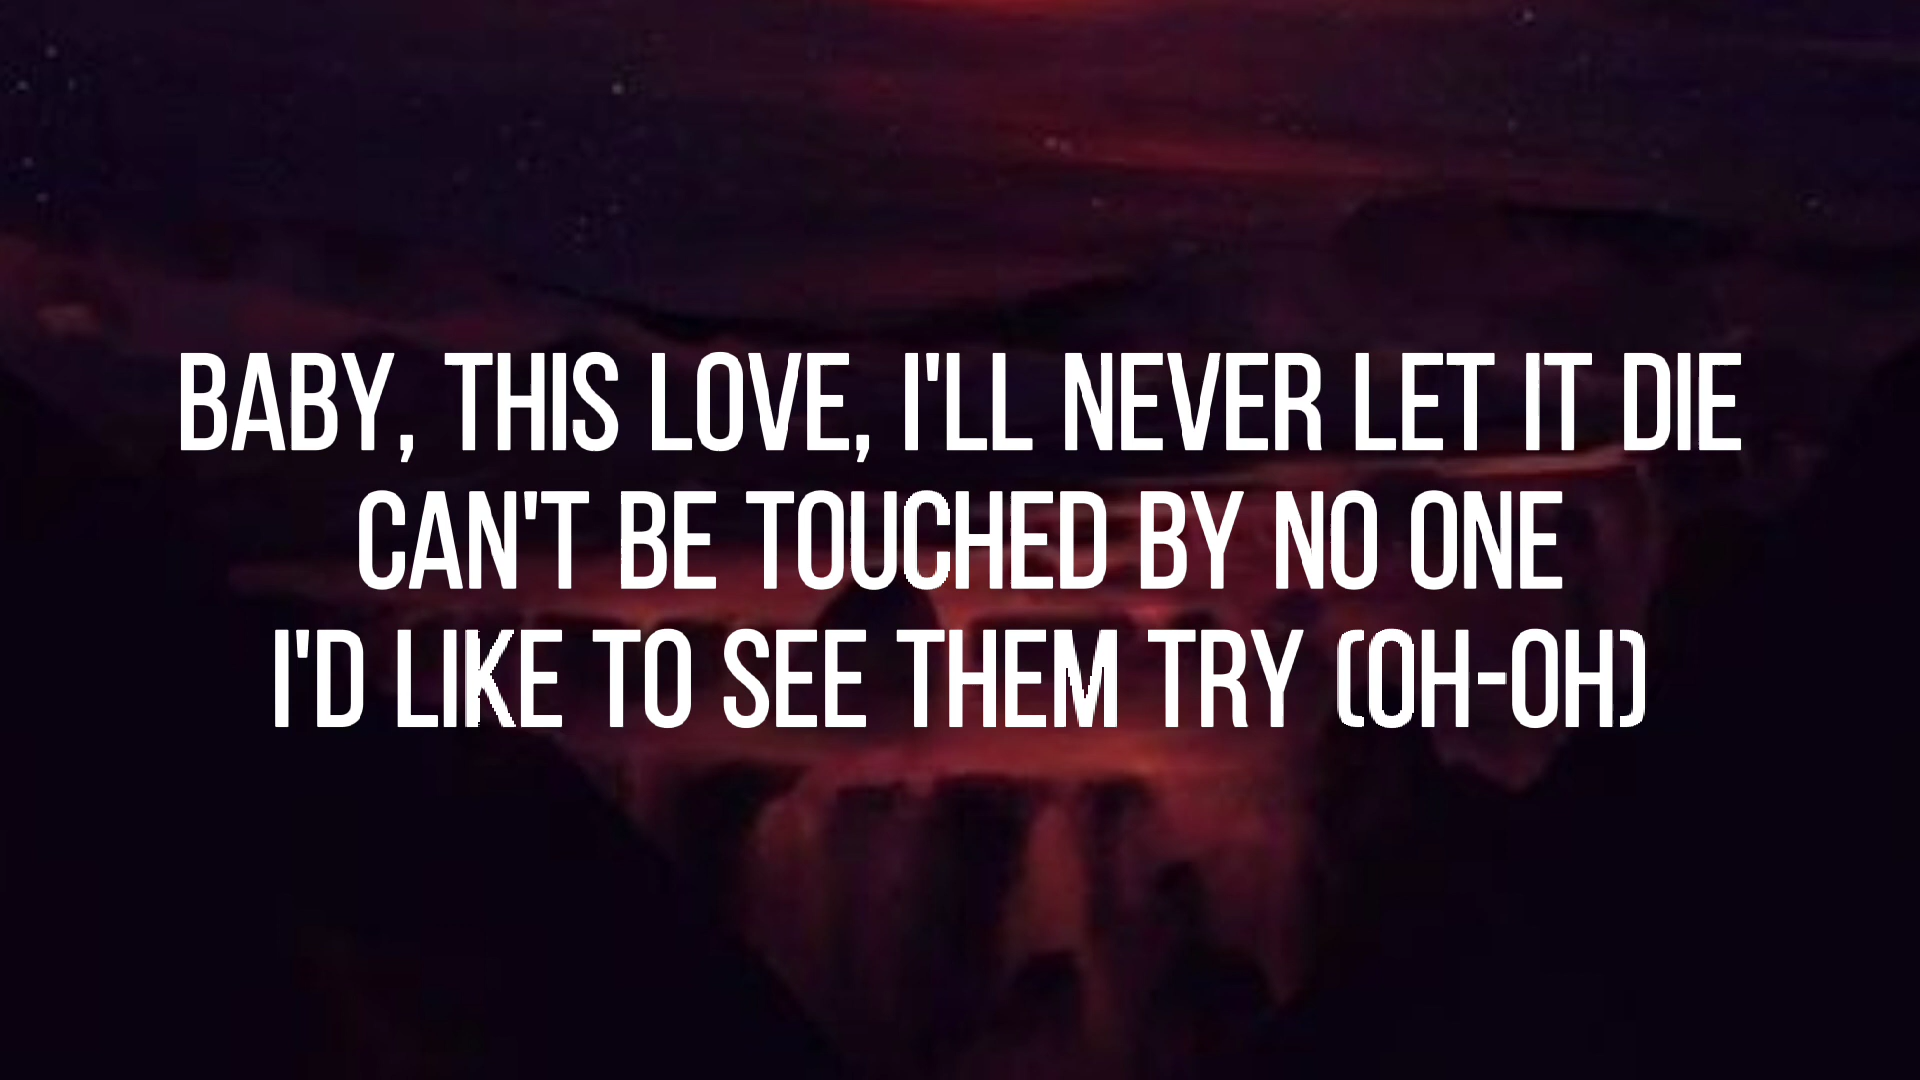 BABY, THIS LOVE, I'LL NEVER LET IT DIE
CAN'T BE TOUCHED BY NO ONE
I'D LIKE TO SEE THEM TRY (OH-OH)